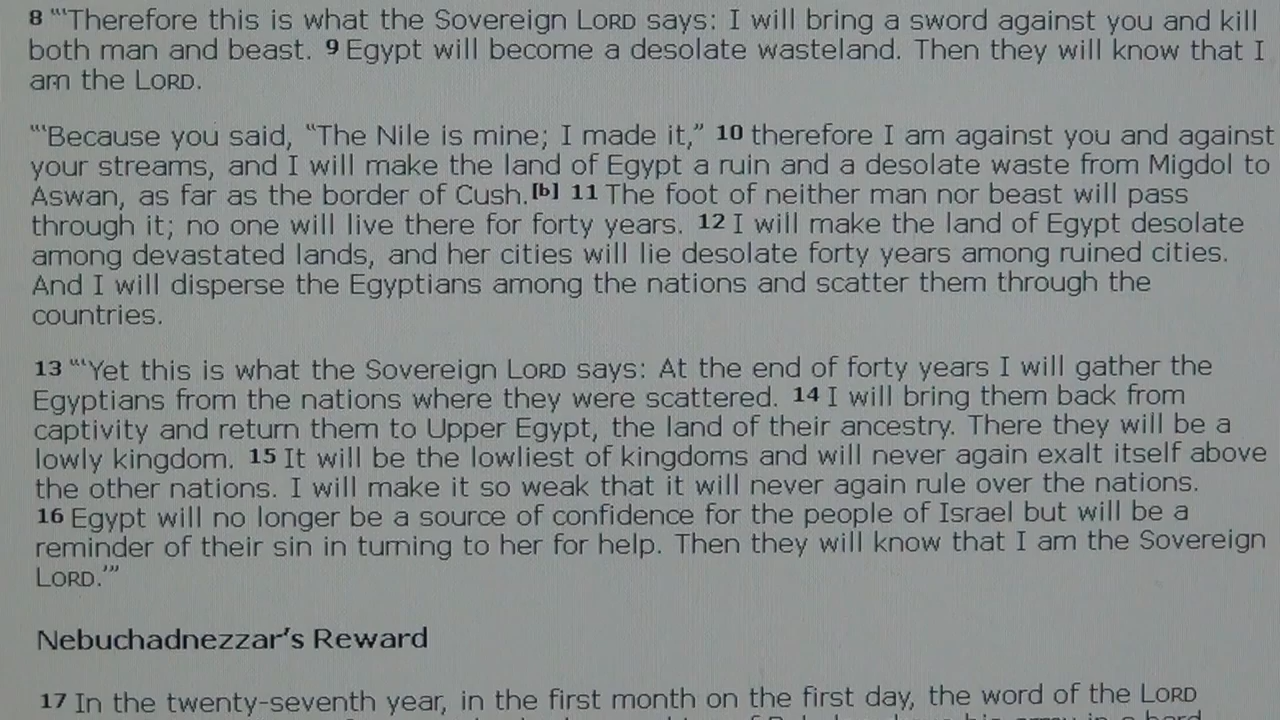 8 “‘Therefore this is what the Sovereign LORD says: I will bring a sword against you and kill
both man and beast. 9 Egypt will become a desolate wasteland. Then they will know that I
am the LORD.
“‘Because you said, “The Nile is mine; I made it,” 10 therefore I am against you and against
your streams, and I will make the land of Egypt a ruin and a desolate waste from Migdol to
Aswan, as far as the border of Cush.[b] 11 The foot of neither man nor beast will pass
through it; no one will live there for forty years. 12 I will make the land of Egypt desolate
among devastated lands, and her cities will lie desolate forty years among ruined cities.
And I will disperse the Egyptians among the nations and scatter them through the
countries.
13 “‘Yet this is what the Sovereign LORD says: At the end of forty years I will gather the
Egyptians from the nations where they were scattered. 14 I will bring them back from
captivity and return them to Upper Egypt, the land of their ancestry. There they will be a
lowly kingdom. 15 It will be the lowliest of kingdoms and will never again exalt itself above
the other nations. I will make it so weak that it will never again rule over the nations.
16 Egypt will no longer be a source of confidence for the people of Israel but will be a
reminder of their sin in turning to her for help. Then they will know that I am the Sovereign
LORD.’”
Nebuchadnezzar’s Reward
17 In the twenty-seventh year, in the first month on the first day, the word of the LORD